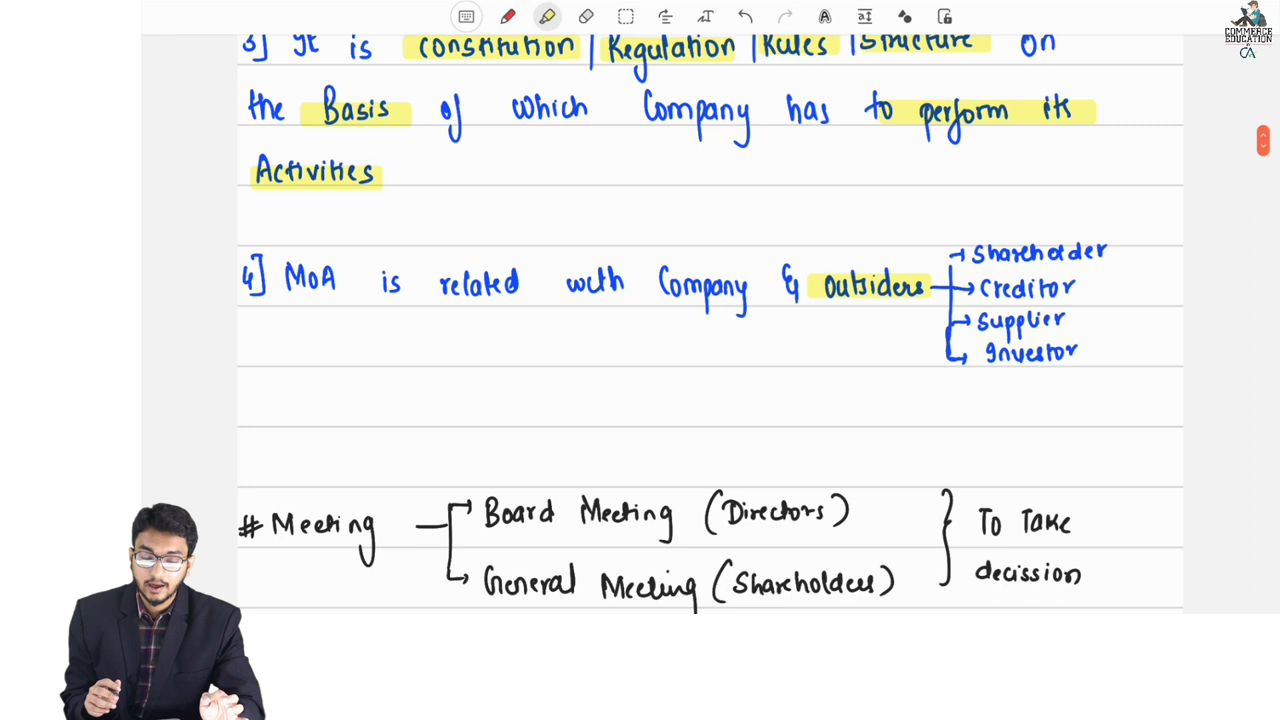 3] It is constitution | Regulation | Rules | Structure on
the Basis of which Company has to perform its
Activities
4] MoA is related with Company & outsiders
→ Shareholder
→ Creditor
→ Supplier
→ Investor
# Meeting
→ Board Meeting (Directors)
→ General Meeting (Shareholders)
} To Take
decission
COMMERCE
EDUCATION
BY
CA